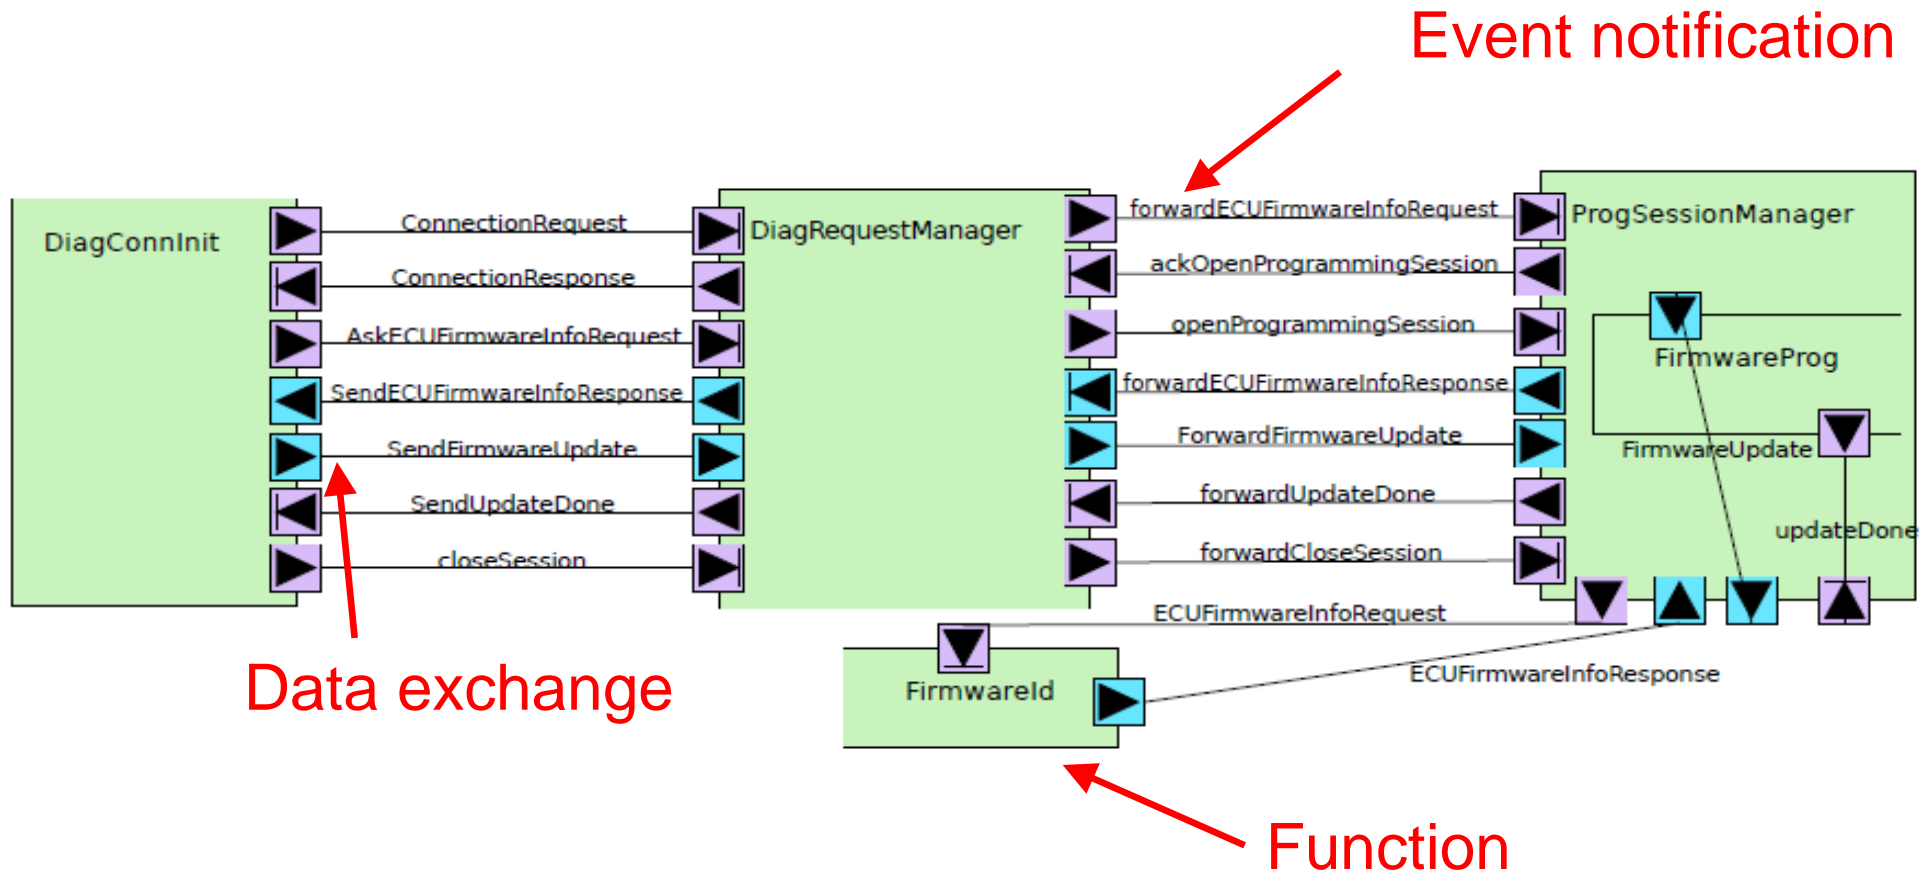 Event notification
DiagConnInit
ConnectionRequest
ConnectionResponse
AskECUFirmwareInfoRequest
SendECUFirmwareInfoResponse
SendFirmwareUpdate
SendUpdateDone
closeSession
DiagRequestManager
forwardECUFirmwareInfoRequest
ackOpenProgrammingSession
openProgrammingSession
forwardECUFirmwareInfoResponse
ForwardFirmwareUpdate
forwardUpdateDone
forwardCloseSession
ProgSessionManager
FirmwareProg
FirmwareUpdate
updateDone
ECUFirmwareInfoRequest
ECUFirmwareInfoResponse
FirmwareId
Data exchange
Function